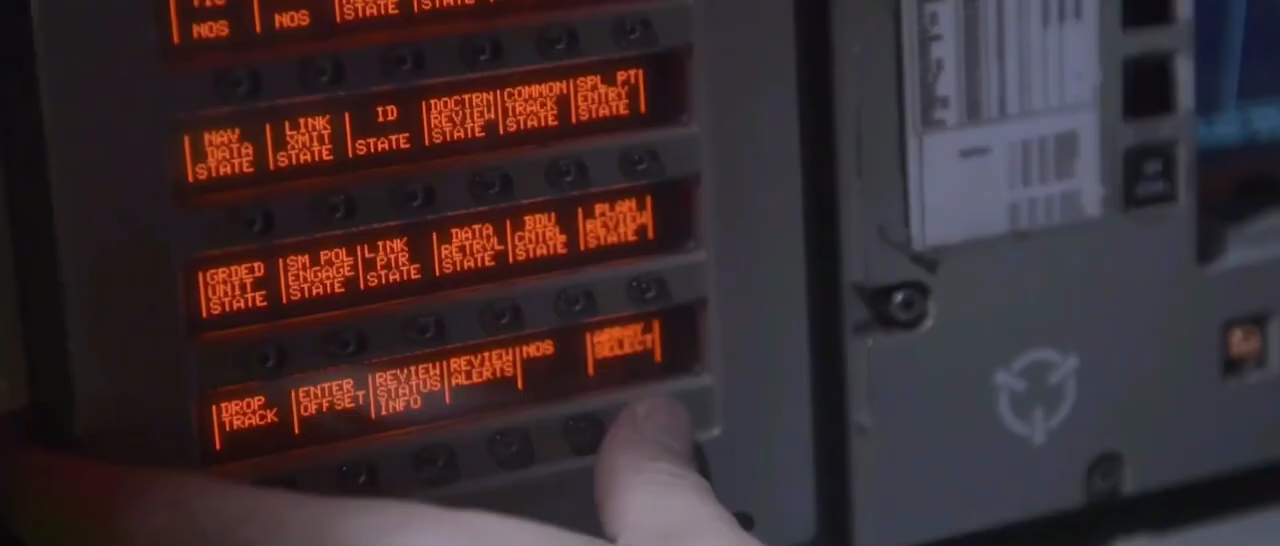 NOS
NOS
STATE
STATE
NAV
DATA
STATE
LINK
XMIT
STATE
ID
STATE
DOCTRN
REVIEW
STATE
COMMON
TRACK
STATE
SPL PT
ENTRY
STATE
GRDED
UNIT
STATE
SM POL
ENGAGE
STATE
LINK
PTR
STATE
DATA
RETRVL
STATE
BDU
CNTRL
STATE
PLAN
REVIEW
STATE
DROP
TRACK
ENTER
OFFSET
REVIEW
STATUS
INFO
REVIEW
ALERTS
NOS
ARRAY
SELECT